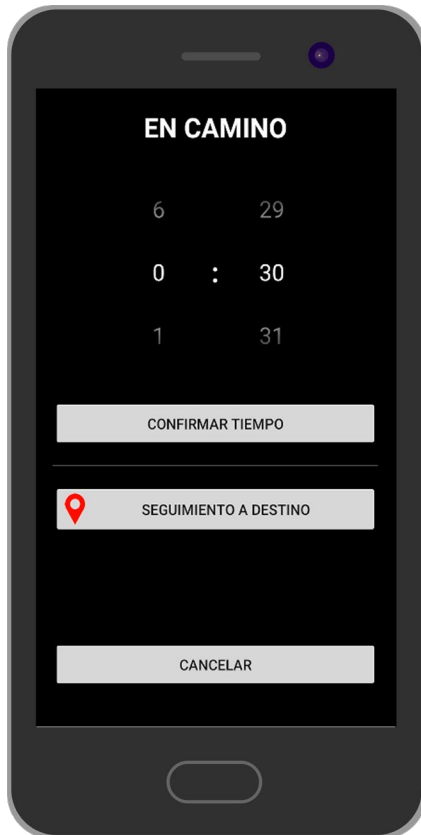 EN CAMINO
6 29
0 : 30
1 31
CONFIRMAR TIEMPO
SEGUIMIENTO A DESTINO
CANCELAR